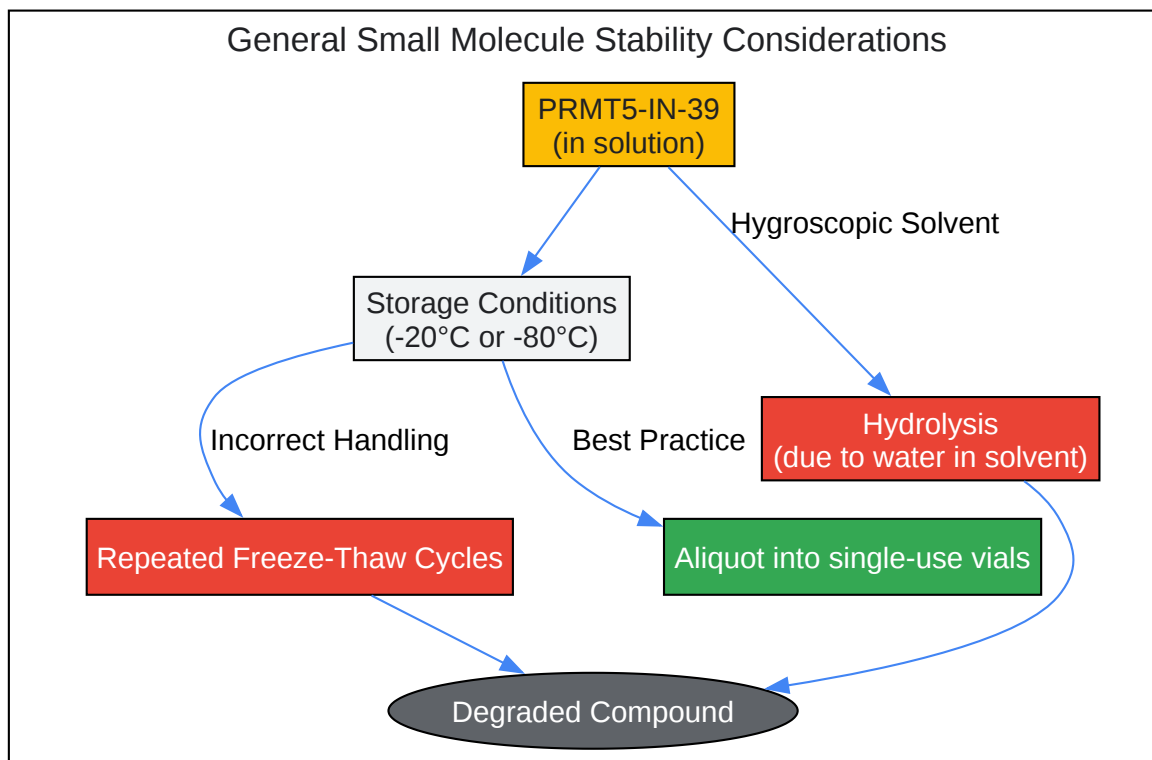 General Small Molecule Stability Considerations
PRMT5-IN-39
(in solution)
Hygroscopic Solvent
Storage Conditions
(-20°C or -80°C)
Hydrolysis
(due to water in solvent)
Incorrect Handling
Best Practice
Repeated Freeze-Thaw Cycles
Aliquot into single-use vials
Degraded Compound